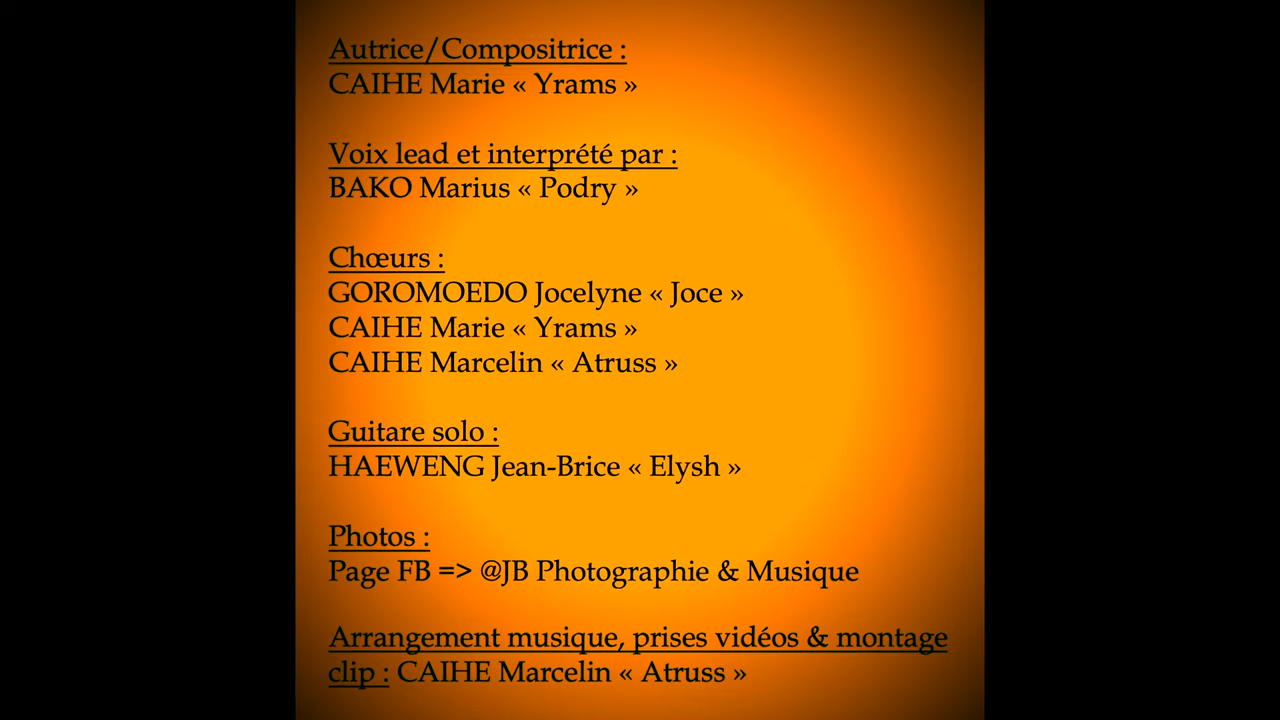 Autrice/Compositrice :
CAIHE Marie « Yrams »
Voix lead et interprété par :
BAKO Marius « Podry »
Chœurs :
GOROMOEDO Jocelyne « Joce »
CAIHE Marie « Yrams »
CAIHE Marcelin « Atruss »
Guitare solo :
HAEWENG Jean-Brice « Elysh »
Photos :
Page FB => @JB Photographie & Musique
Arrangement musique, prises vidéos & montage
clip : CAIHE Marcelin « Atruss »